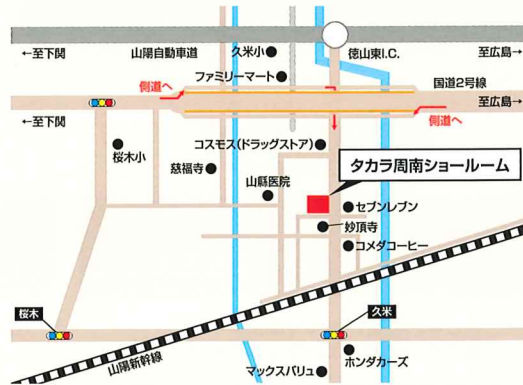 ←至下関
山陽自動車道
久米小
徳山東I.C.
至広島→
ファミリーマート
国道2号線
側道へ
至広島→
←至下関
側道へ
コスモス(ドラッグストア)
桜木小
慈福寺
山縣医院
タカラ周南ショールーム
セブンレブン
妙頂寺
コメダコーヒー
桜木
久米
山陽新幹線
ホンダカーズ
マックスバリュ